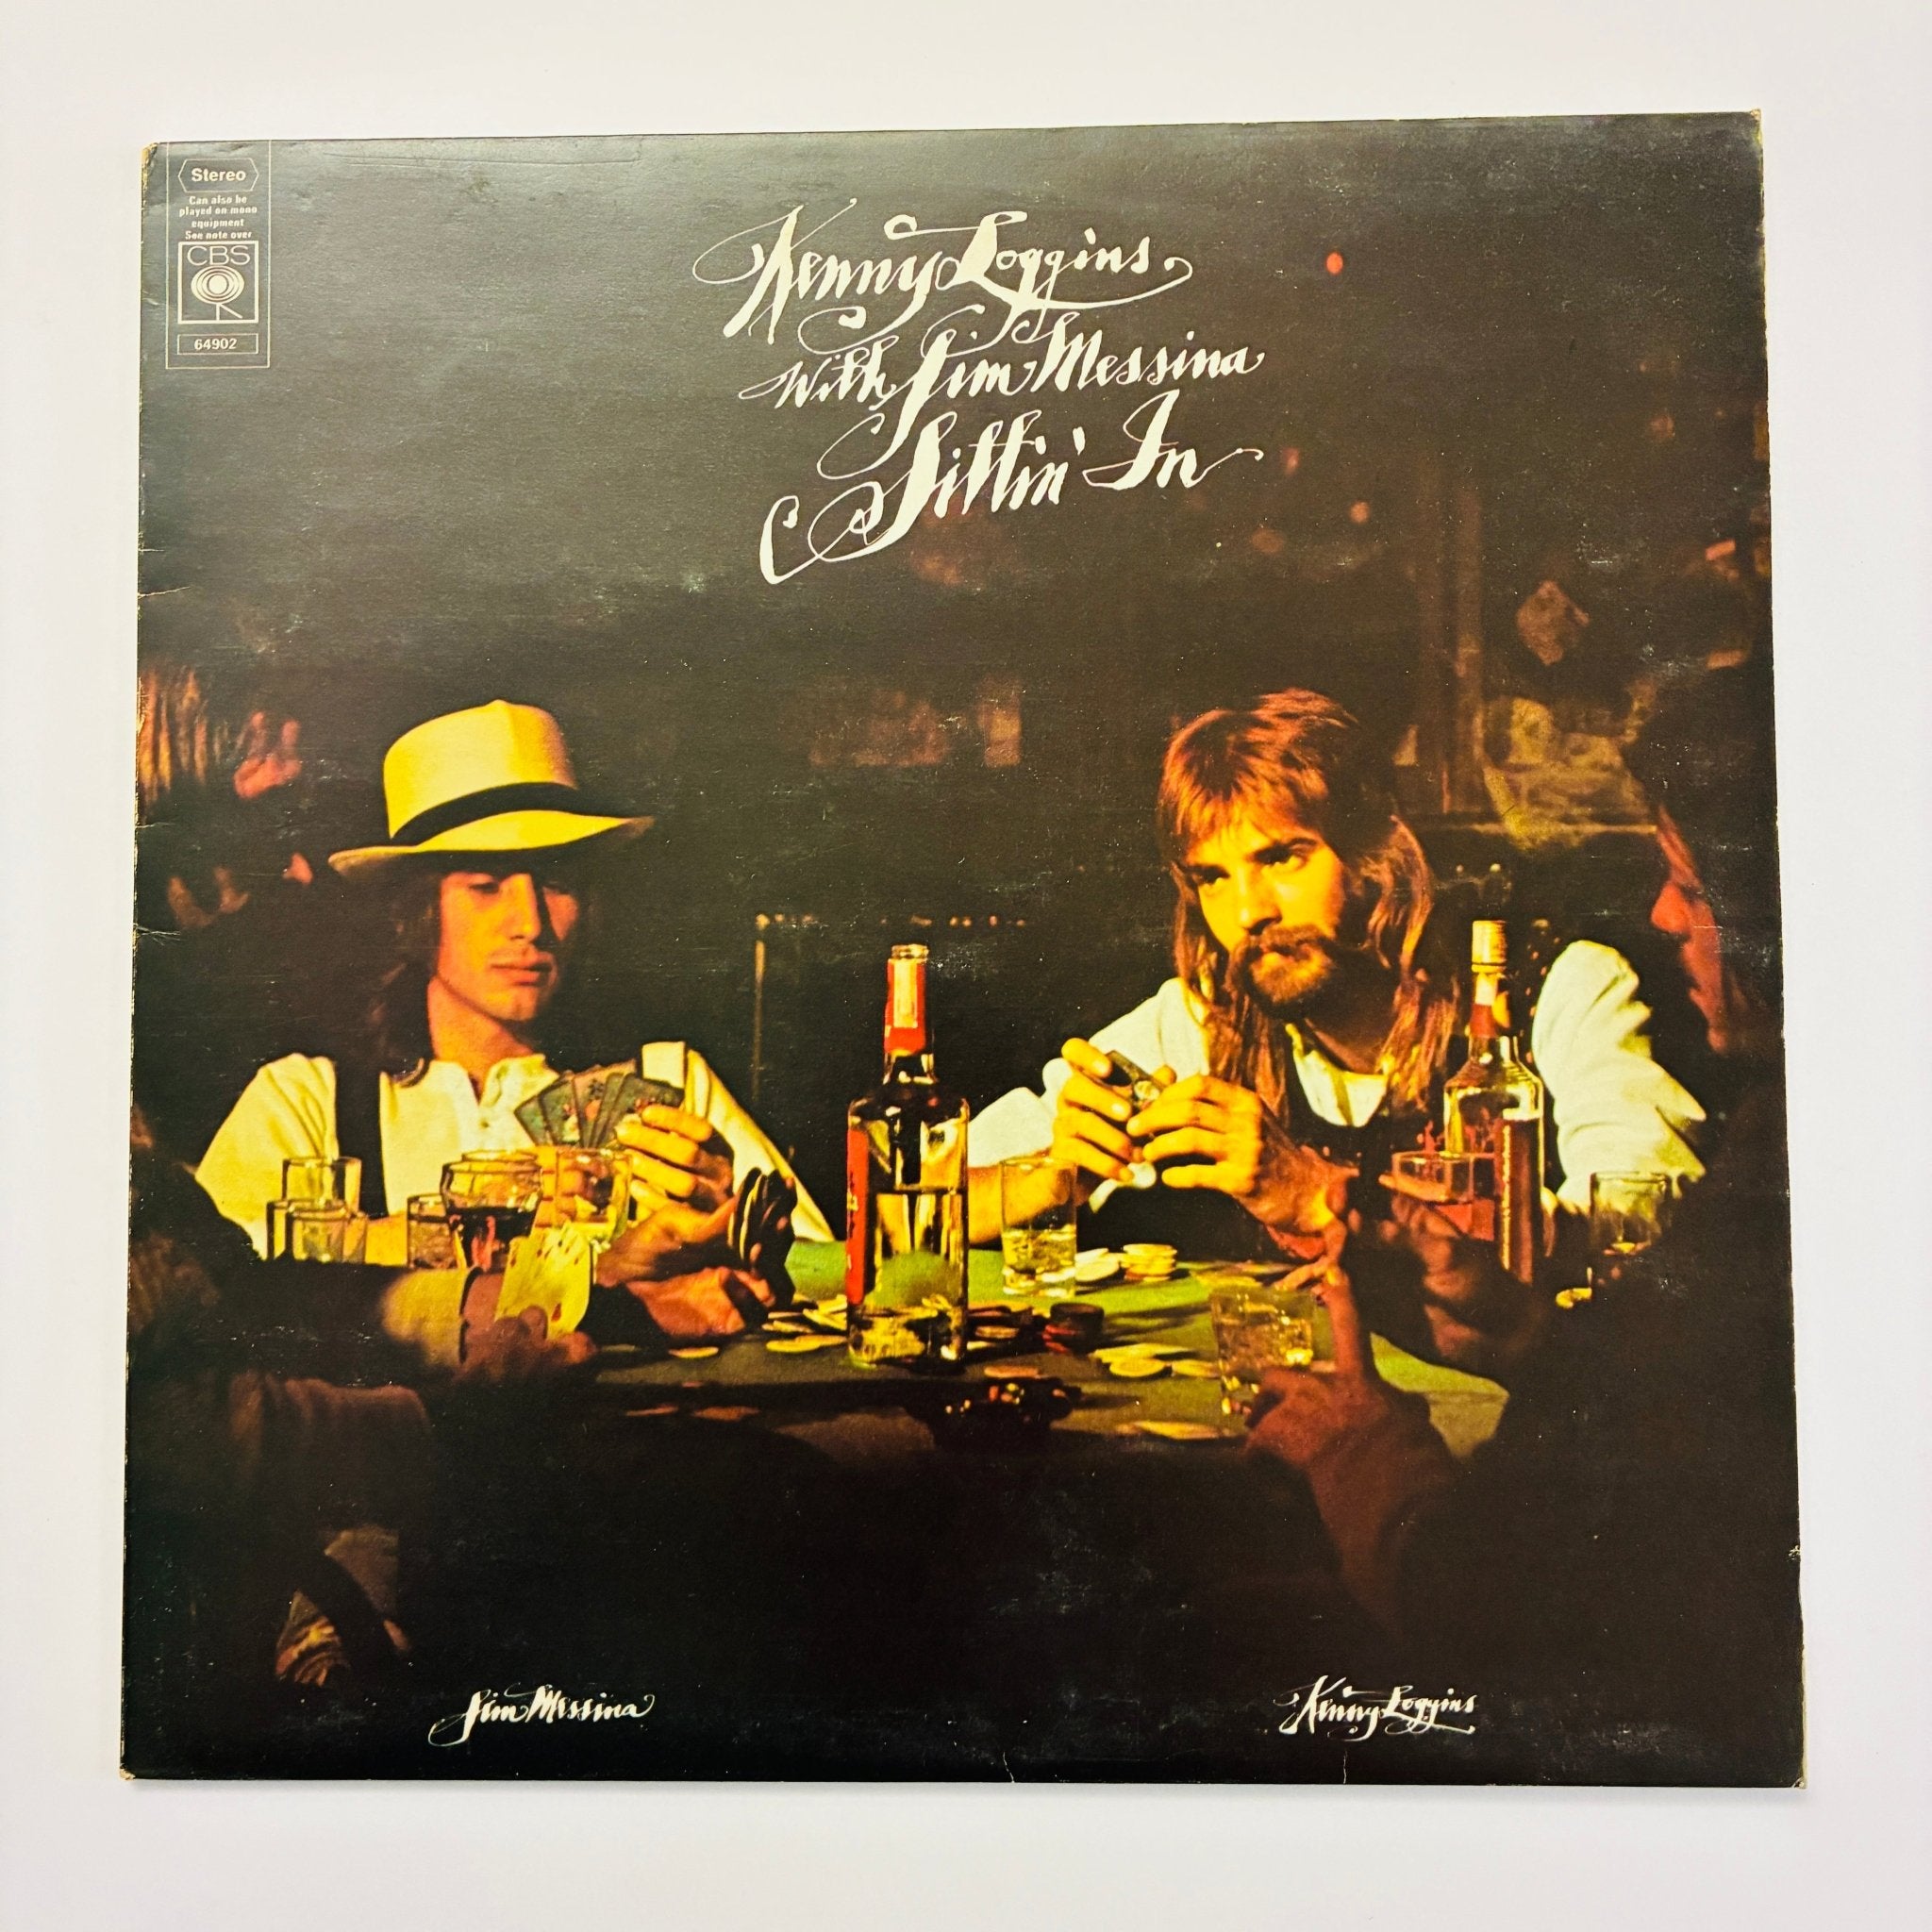 Stereo
Can also be
played on mono
equipment
See note over
CBS
64902
Kenny Loggins
With Jim Messina
Sittin' In
Jim Messina
Kenny Loggins